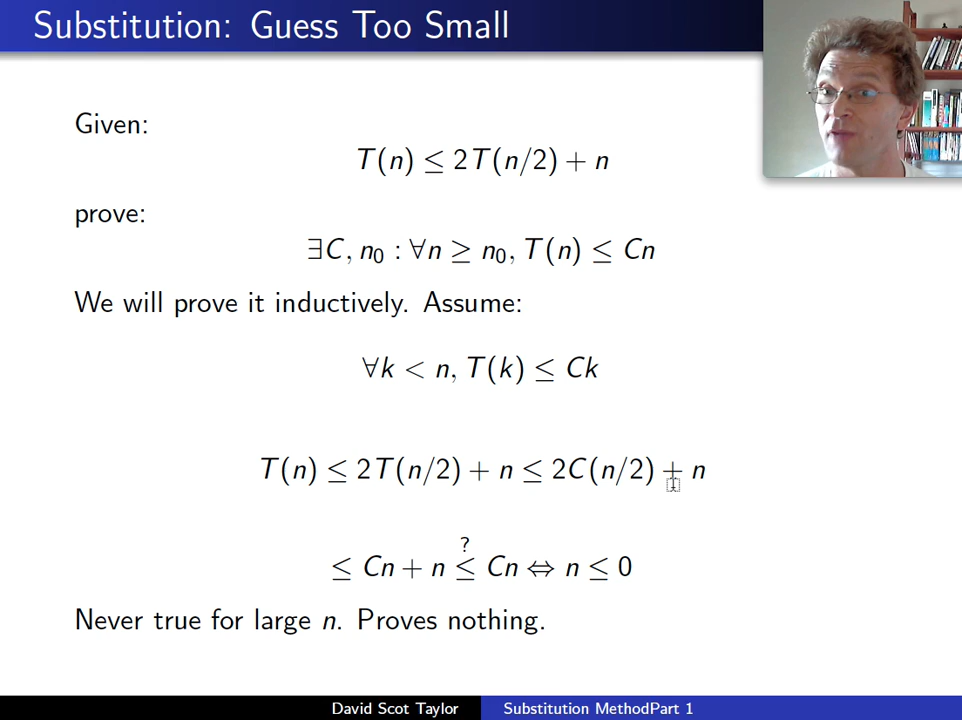 Substitution: Guess Too Small
Given:
T(n) ≤ 2T(n/2) + n
prove:
∃C, n₀ : ∀n ≥ n₀, T(n) ≤ Cn
We will prove it inductively. Assume:
∀k < n, T(k) ≤ Ck
T(n) ≤ 2T(n/2) + n ≤ 2C(n/2) + n
?
≤ Cn + n ≤ Cn ⇔ n ≤ 0
Never true for large n. Proves nothing.
David Scot Taylor
Substitution MethodPart 1